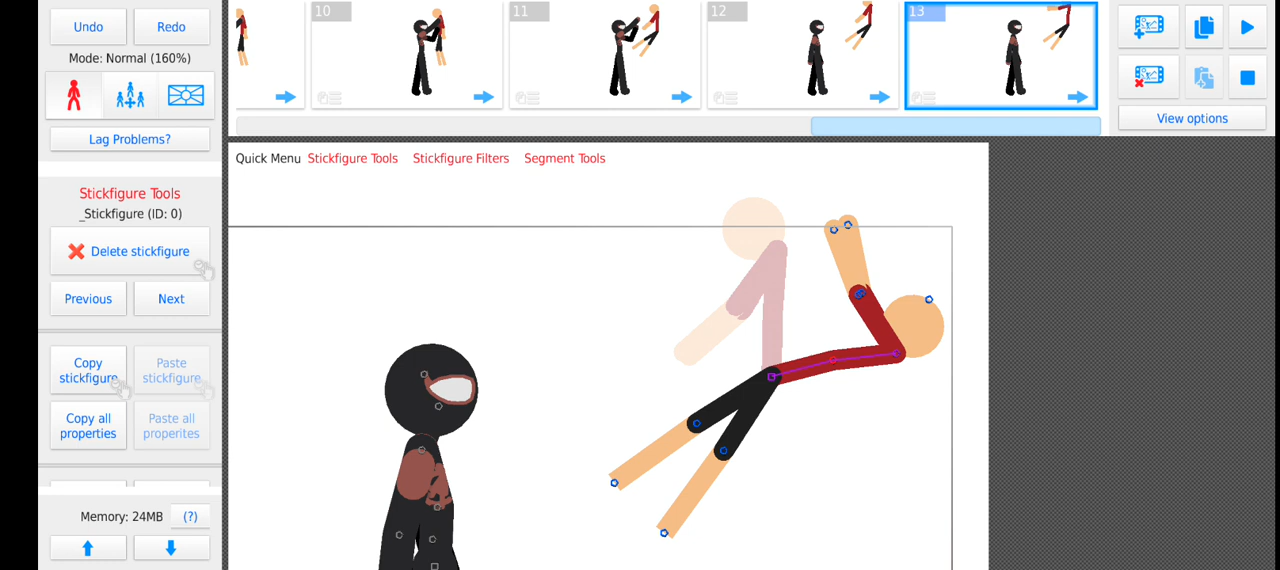 Undo
Redo
Mode: Normal (160%)
Lag Problems?
10
11
12
13
View options
Quick Menu Stickfigure Tools Stickfigure Filters Segment Tools
Stickfigure Tools
_Stickfigure (ID: 0)
Delete stickfigure
Previous
Next
Copy
stickfigure
Paste
stickfigure
Copy all
properties
Paste all
properites
Memory: 24MB
(?)